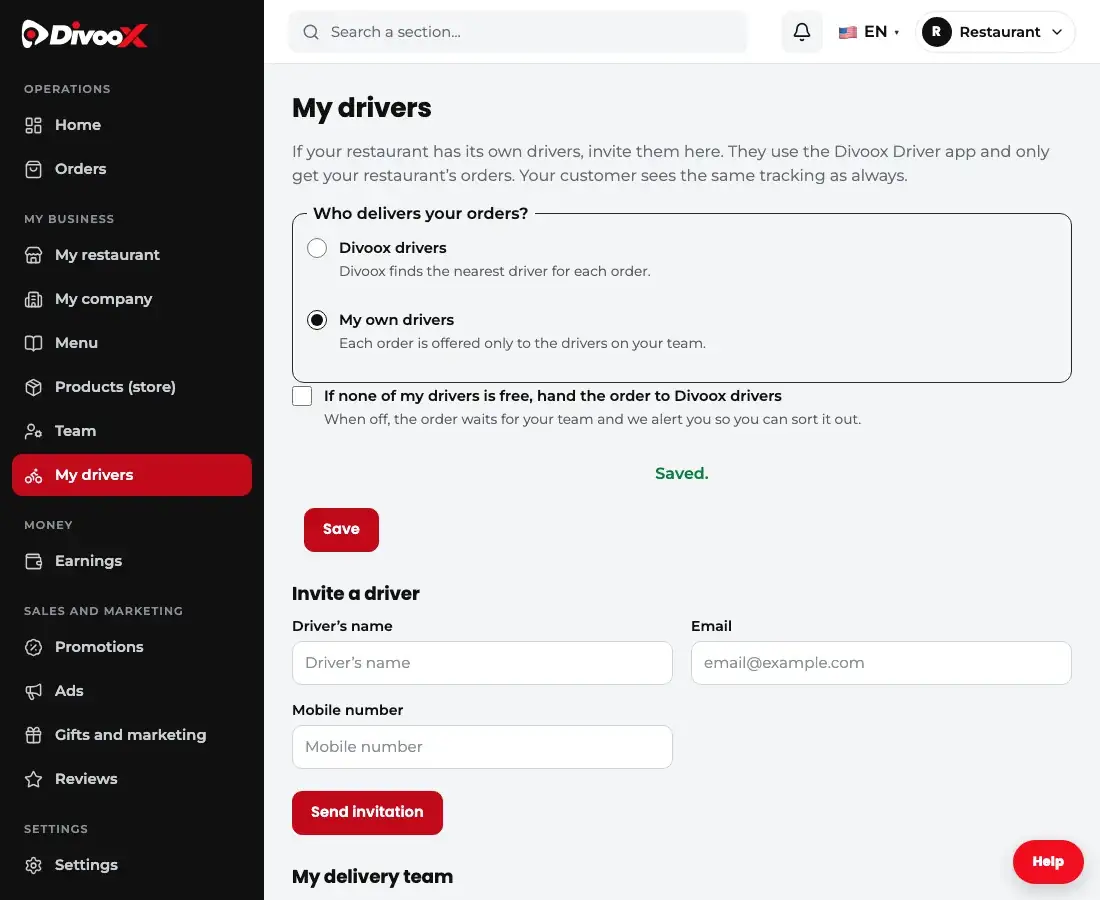 DivooX
OPERATIONS
Home
Orders
MY BUSINESS
My restaurant
My company
Menu
Products (store)
Team
My drivers
MONEY
Earnings
SALES AND MARKETING
Promotions
Ads
Gifts and marketing
Reviews
SETTINGS
Settings
Search a section...
EN
R Restaurant
My drivers
If your restaurant has its own drivers, invite them here. They use the Divoox Driver app and only
get your restaurant’s orders. Your customer sees the same tracking as always.
Who delivers your orders?
Divoox drivers
Divoox finds the nearest driver for each order.
My own drivers
Each order is offered only to the drivers on your team.
If none of my drivers is free, hand the order to Divoox drivers
When off, the order waits for your team and we alert you so you can sort it out.
Saved.
Save
Invite a driver
Driver’s name
Driver’s name
Email
email@example.com
Mobile number
Mobile number
Send invitation
My delivery team
Help